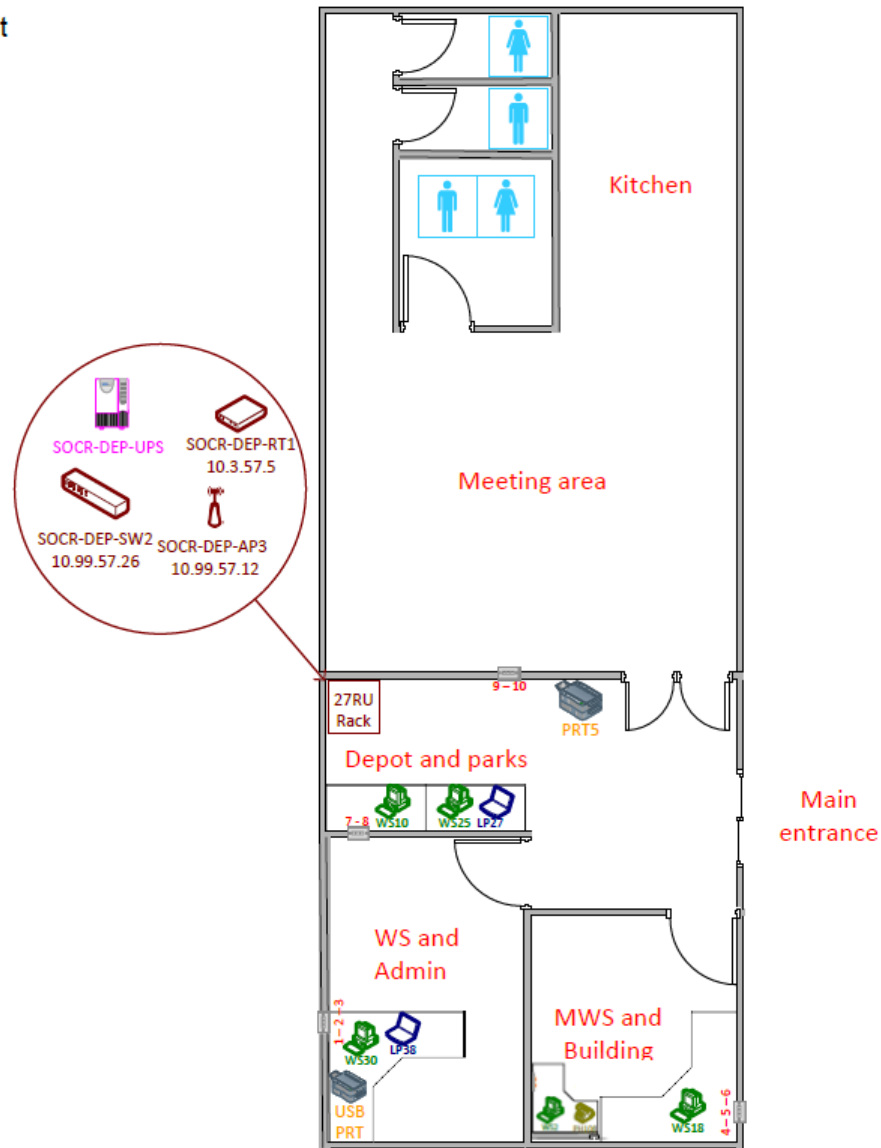 t
Kitchen
SOCR-DEP-UPS
SOCR-DEP-RT1
10.3.57.5
SOCR-DEP-SW2
10.99.57.26
SOCR-DEP-AP3
10.99.57.12
Meeting area
27RU
Rack
9-10
PRT5
Depot and parks
7-8
WS10
WS25
LP27
Main
entrance
WS and
Admin
1-2-3
WS30
LP38
USB
PRT
MWS and
Building
WS18
4-5-6